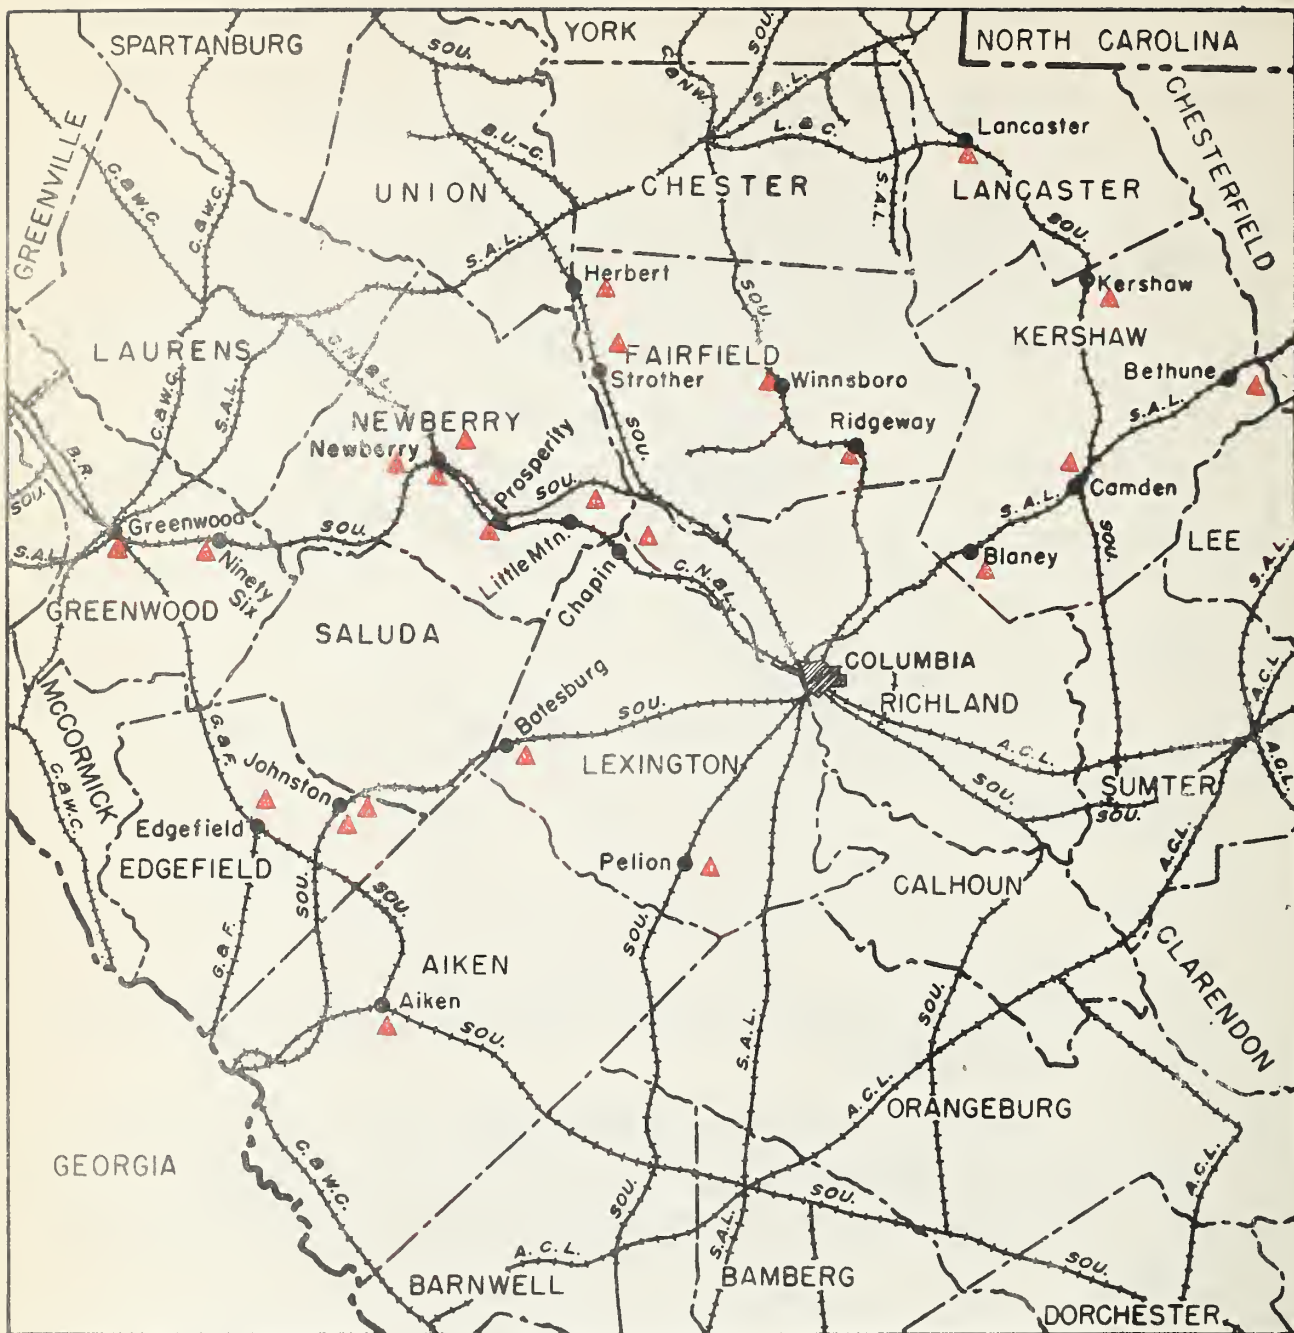 SPARTANBURG
YORK
NORTH CAROLINA
SOU.
SOU.
C. & N.W.
S.A.L.
CHESTERFIELD
GREENVILLE
B.U.-C.
L. & C.
Lancaster
C. & W.C.
C. & W.C.
UNION
CHESTER
LANCASTER
S.A.L.
S.A.L.
SOU.
Herbert
SOU.
Kershaw
LAURENS
C.N.&L.
FAIRFIELD
KERSHAW
Strother
Winnsboro
Bethune
C. & W.C.
S.A.L.
S.A.L.
NEWBERRY
Newberry
Prosperity
SOU.
Ridgeway
B.R.
SOU.
SOU.
S.A.L.
Camden
Greenwood
SOU.
S.A.L.
Ninety
Six
Little Mtn.
Chapin
C.N.&L.
Blaney
SOU.
LEE
S.A.L.
GREENWOOD
SALUDA
COLUMBIA
RICHLAND
McCORMICK
G.&F.
Batesburg
SOU.
A.C.L.
A.C.L.
A.C.L.
C. & W.C.
Johnston
LEXINGTON
SOU.
SUMTER
SOU.
Edgefield
EDGEFIELD
Pelion
A.C.L.
CALHOUN
SOU.
SOU.
SOU.
G.&F.
AIKEN
CLARENDON
Aiken
SOU.
S.A.L.
SOU.
A.C.L.
ORANGEBURG
GEORGIA
C. & W.C.
SOU.
SOU.
A.C.L.
A.C.L.
S.A.L.
SOU.
BARNWELL
BAMBERG
DORCHESTER